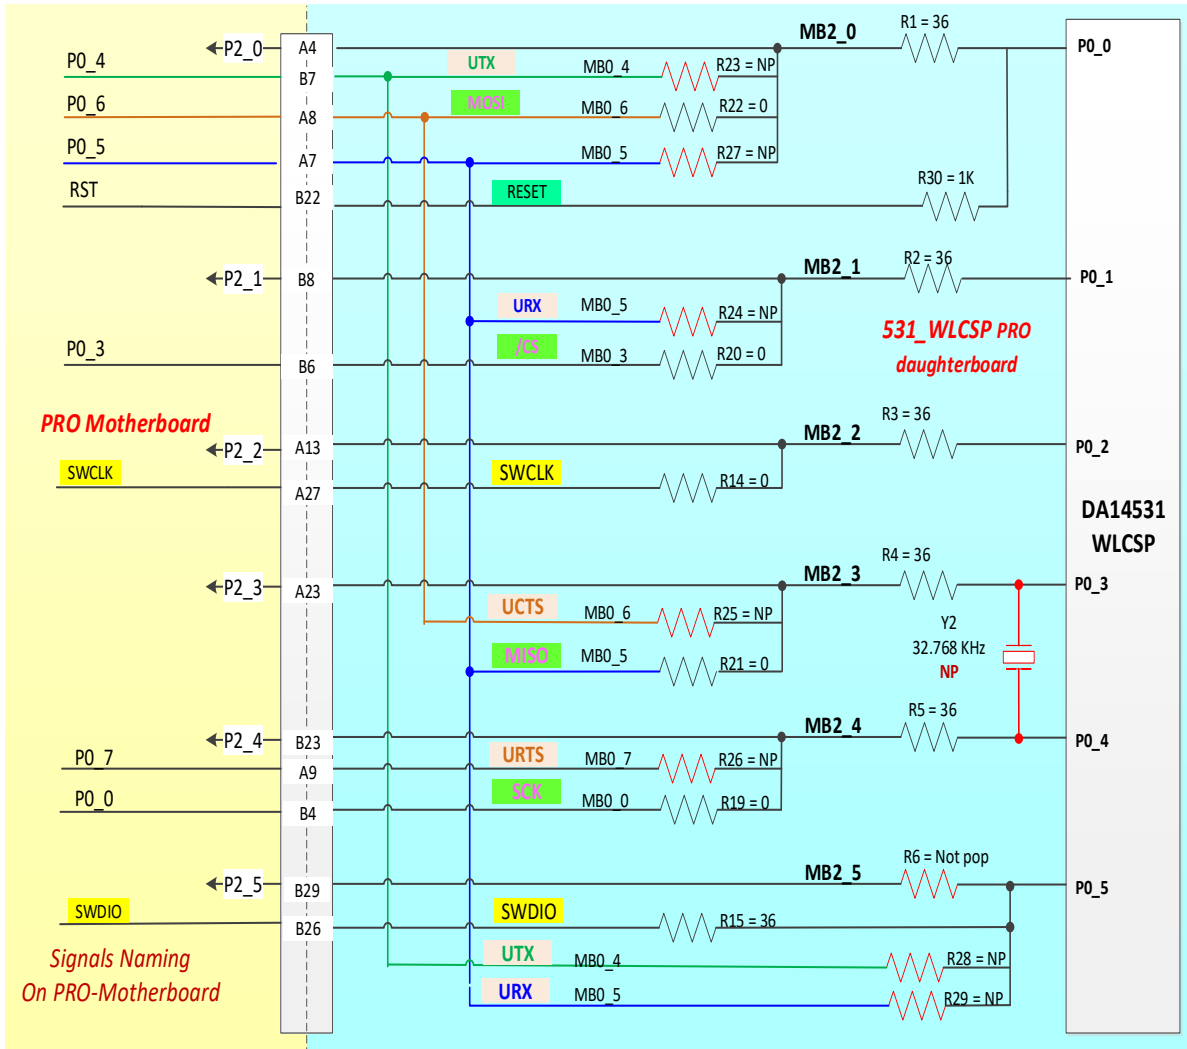 R1 = 36
P2_0 A4 MB2_0 P0_0
P0_4 B7 UTX MB0_4 R23 = NP
P0_6 A8 MOSI MB0_6 R22 = 0
P0_5 A7 MB0_5 R27 = NP
RST B22 RESET R30 = 1K
P2_1 B8 MB2_1 R2 = 36 P0_1
URX MB0_5 R24 = NP
P0_3 B6 /CS MB0_3 R20 = 0
531_WLCSP PRO
daughterboard
PRO Motherboard
R3 = 36
P2_2 A13 MB2_2 P0_2
SWCLK A27 SWCLK R14 = 0
DA14531
WLCSP
R4 = 36
P2_3 A23 MB2_3 P0_3
UCTS MB0_6 R25 = NP
MISO MB0_5 R21 = 0
Y2
32.768 KHz
NP
R5 = 36
P2_4 B23 MB2_4 P0_4
P0_7 A9 URTS MB0_7 R26 = NP
P0_0 B4 SCK MB0_0 R19 = 0
R6 = Not pop
P2_5 B29 MB2_5 P0_5
SWDIO B26 SWDIO R15 = 36
UTX MB0_4 R28 = NP
URX MB0_5 R29 = NP
Signals Naming
On PRO-Motherboard